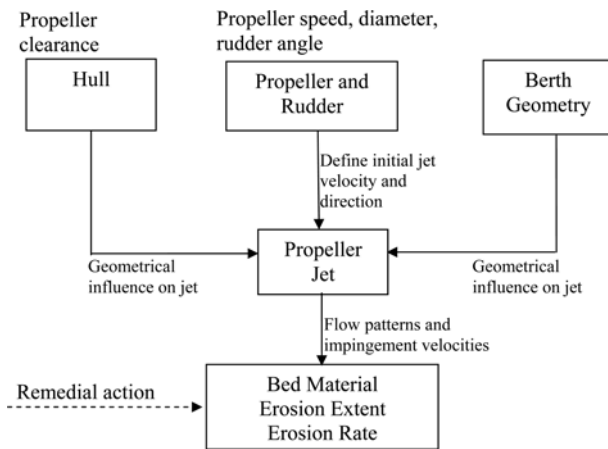 Propeller
clearance
Propeller speed, diameter,
rudder angle
Hull
Propeller and
Rudder
Berth
Geometry
Define initial jet
velocity and
direction
Propeller
Jet
Geometrical
influence on jet
Geometrical
influence on jet
Flow patterns and
impingement velocities
Remedial action
Bed Material
Erosion Extent
Erosion Rate